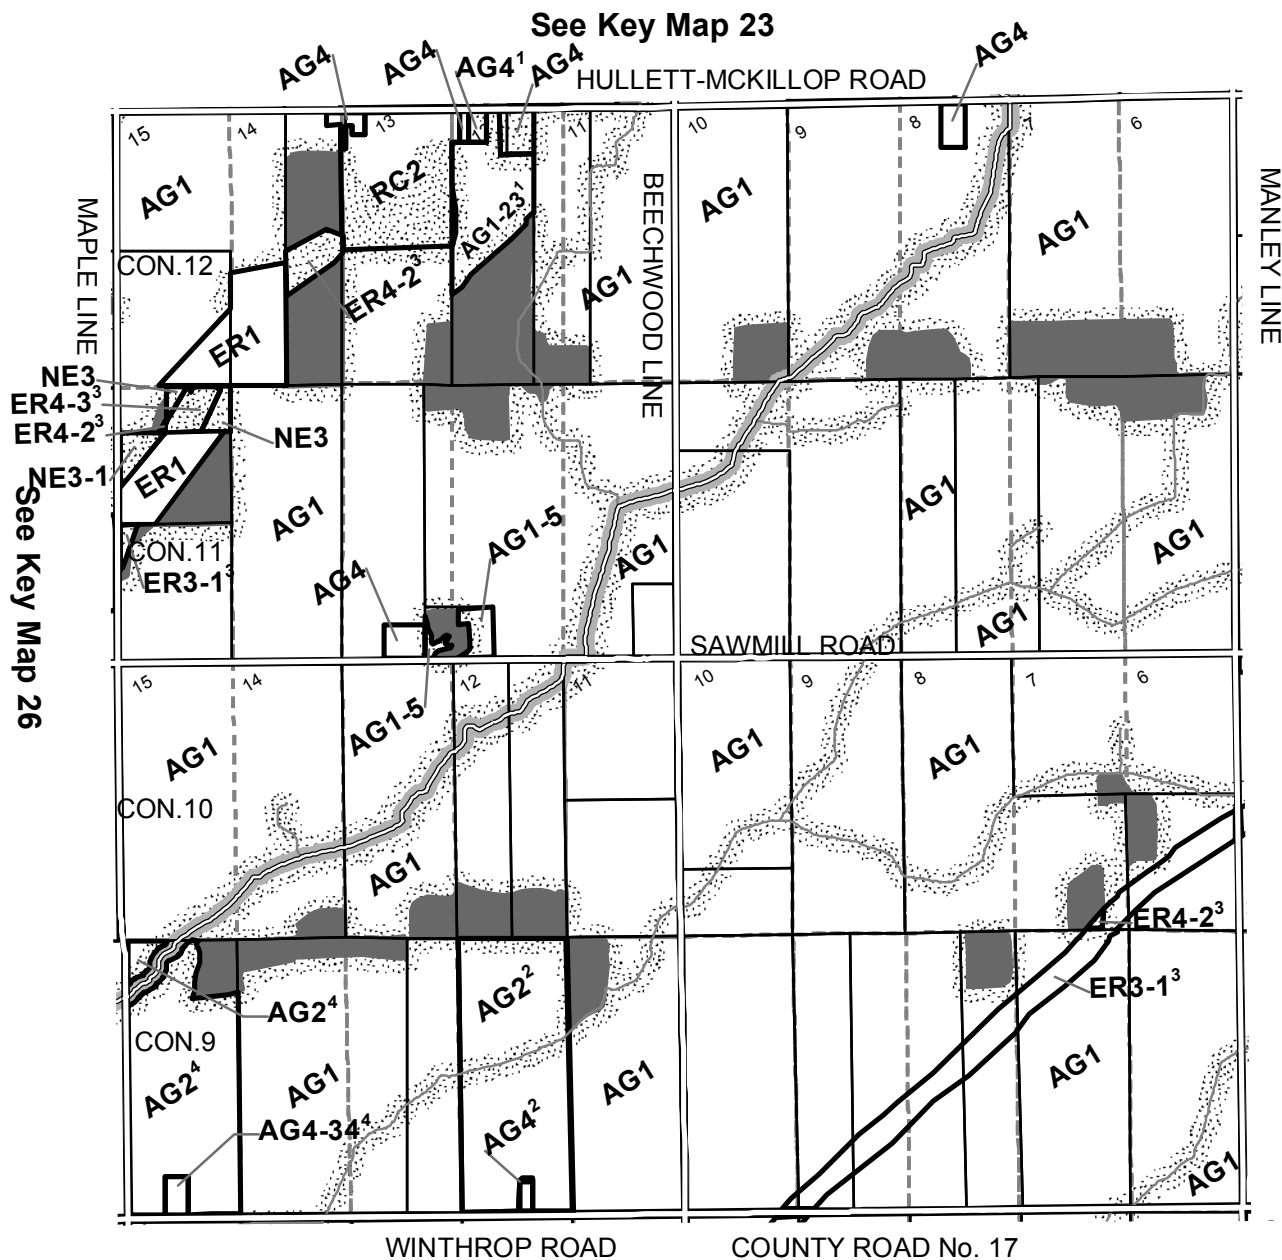 See Key Map 23
AG4
AG4
AG4¹
AG4
HULLETT-MCKILLOP ROAD
AG4
15
14
13
11
10
9
8
7
6
AG1
RC2
AG1-23¹
AG1
AG1
MAPLE LINE
BEECHWOOD LINE
MANLEY LINE
CON.12
ER4-2³
AG1
ER1
NE3
ER4-3³
ER4-2³
NE3
NE3-1
ER1
See Key Map 26
AG1
AG1-5
AG1
AG1
AG1
CON.11
ER3-1³
AG4
AG1
SAWMILL ROAD
15
14
12
11
10
9
8
7
6
AG1-5
AG1
AG1
AG1
CON.10
AG1
ER4-2³
AG2²
ER3-1³
AG2⁴
CON.9
AG2⁴
AG1
AG1
AG1
AG4-34⁴
AG4²
AG1
WINTHROP ROAD
COUNTY ROAD No. 17